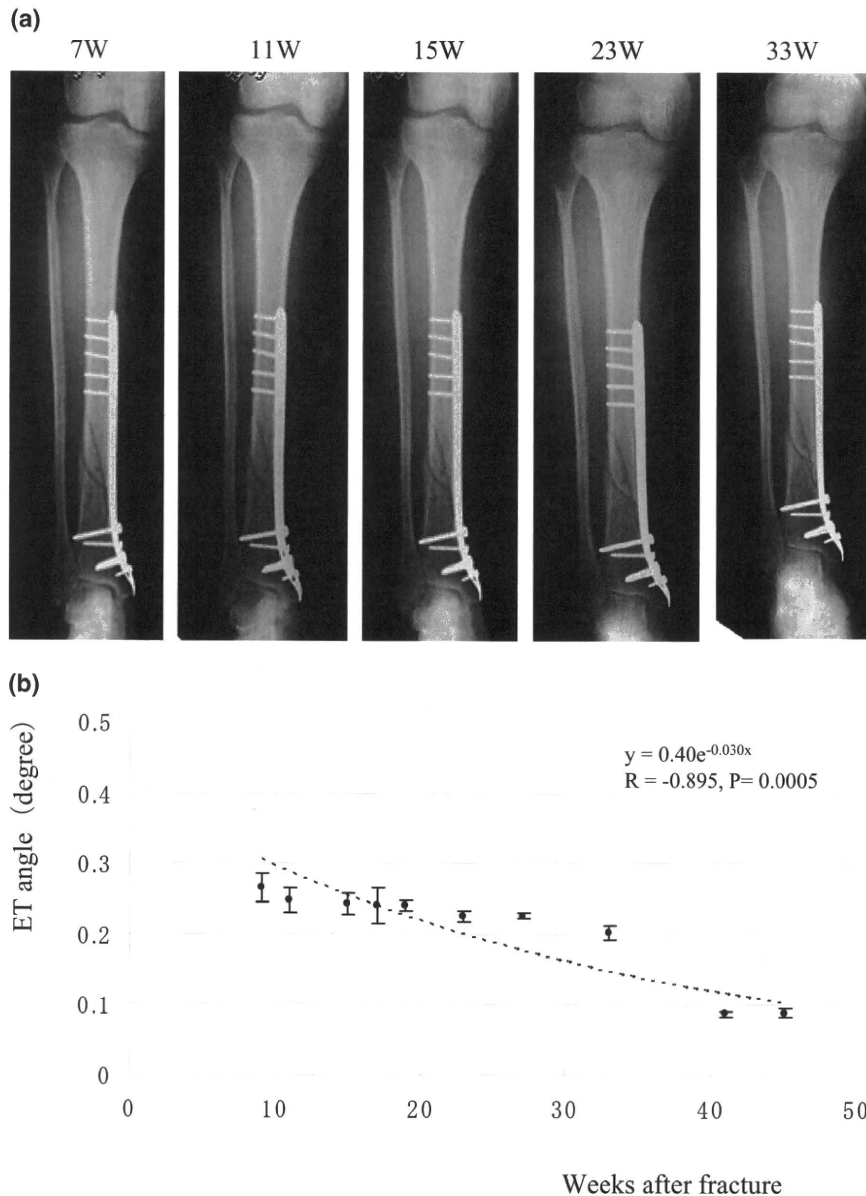 (a)
7W 11W 15W 23W 33W
(b)
ET angle (degree)
0.5
0.4
0.3
0.2
0.1
0
y = 0.40e^-0.030x
R = -0.895, P= 0.0005
0 10 20 30 40 50
Weeks after fracture